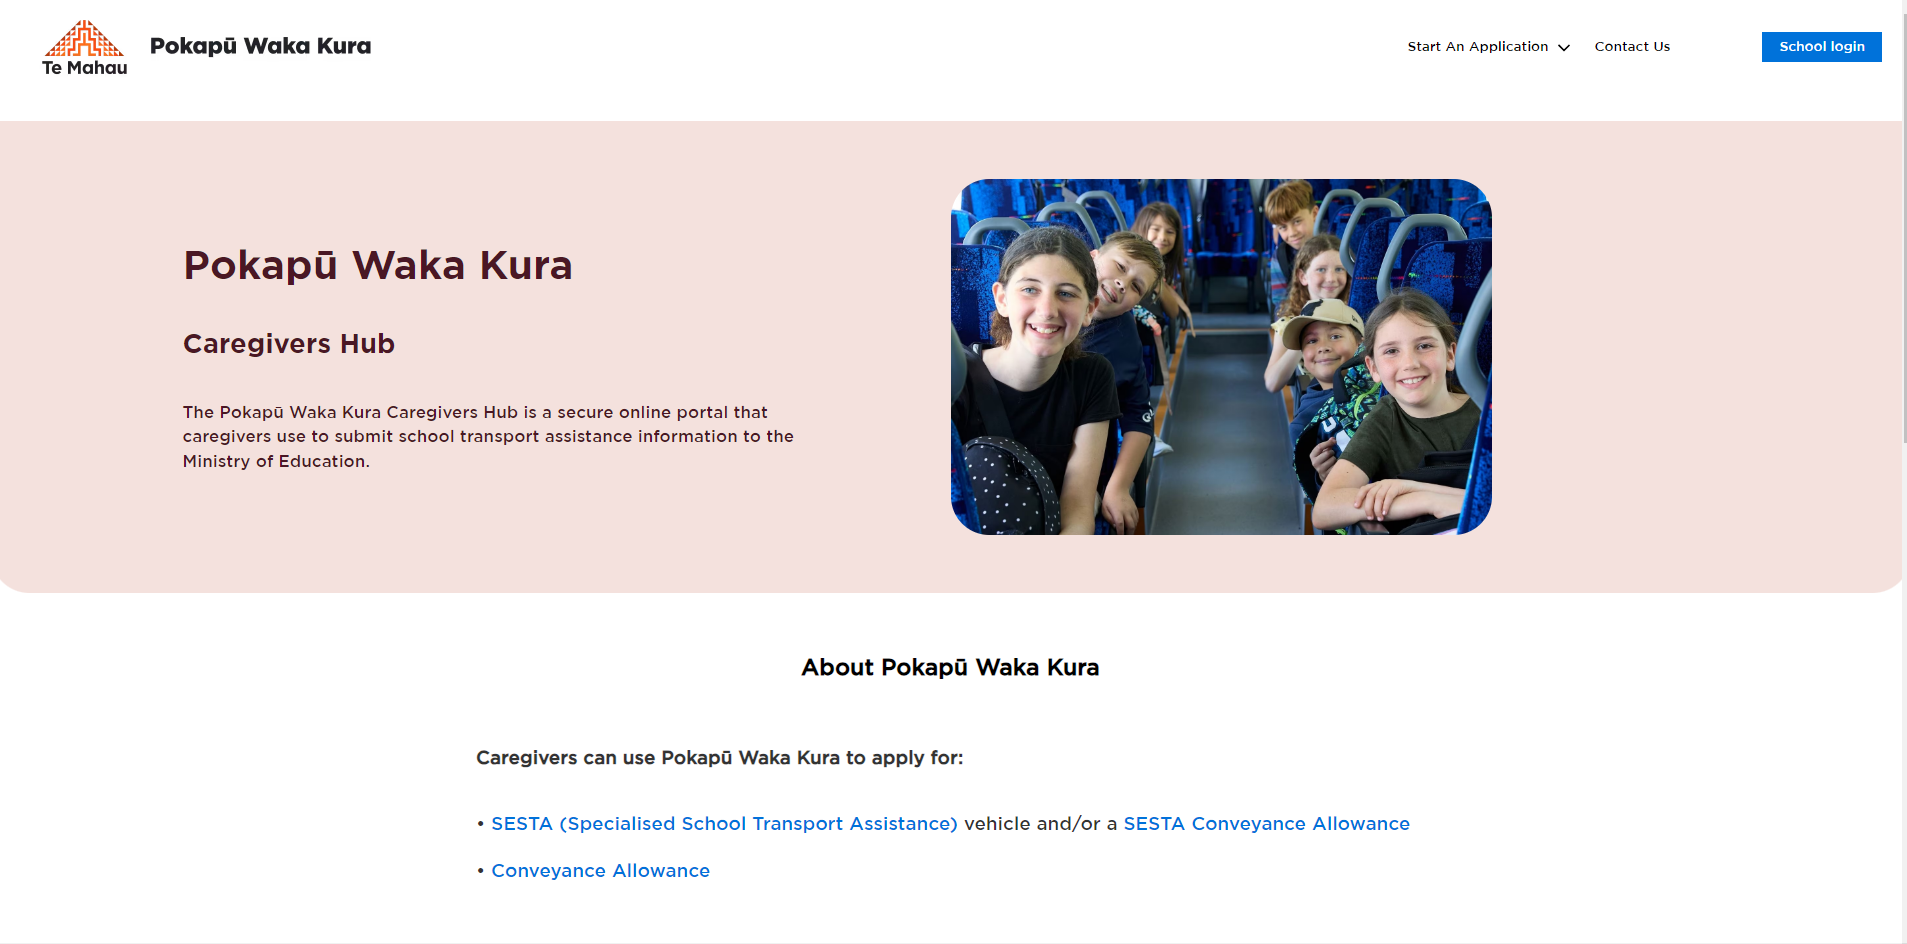 Te Mahau
Pokapū Waka Kura
Start An Application
Contact Us
School login
Pokapū Waka Kura
Caregivers Hub
The Pokapū Waka Kura Caregivers Hub is a secure online portal that
caregivers use to submit school transport assistance information to the
Ministry of Education.
About Pokapū Waka Kura
Caregivers can use Pokapū Waka Kura to apply for:
• SESTA (Specialised School Transport Assistance) vehicle and/or a SESTA Conveyance Allowance
• Conveyance Allowance